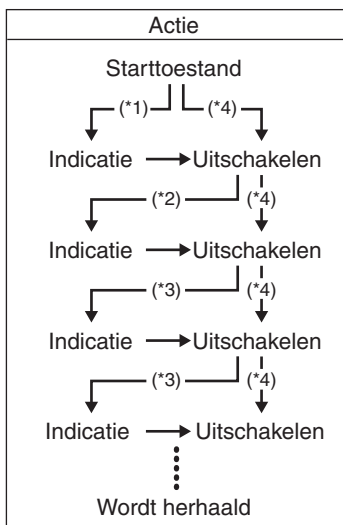 Actie
Starttoestand
(*1) (*4)
Indicatie Uitschakelen
(*2) (*4)
Indicatie Uitschakelen
(*3) (*4)
Indicatie Uitschakelen
(*3) (*4)
Indicatie Uitschakelen
Wordt herhaald